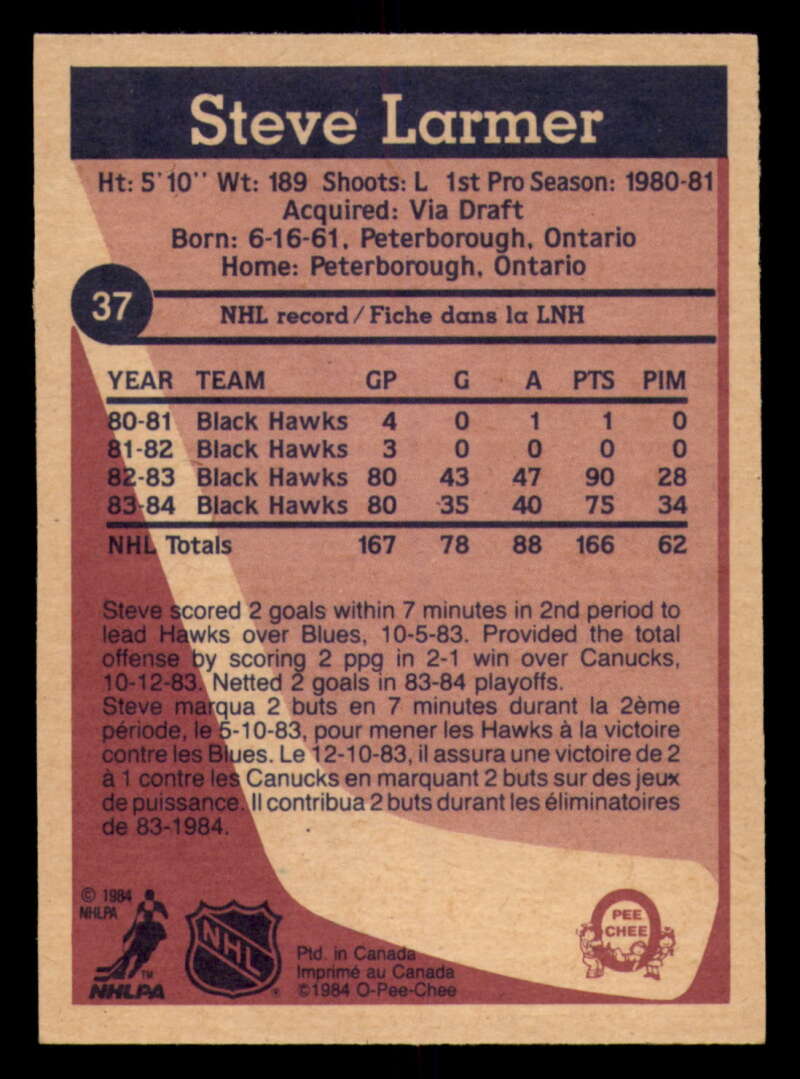 Steve Larmer
Ht: 5'10'' Wt: 189 Shoots: L 1st Pro Season: 1980-81
Acquired: Via Draft
Born: 6-16-61, Peterborough, Ontario
Home: Peterborough, Ontario
37
NHL record / Fiche dans la LNH
YEAR TEAM GP G A PTS PIM
80-81 Black Hawks 4 0 1 1 0
81-82 Black Hawks 3 0 0 0 0
82-83 Black Hawks 80 43 47 90 28
83-84 Black Hawks 80 35 40 75 34
NHL Totals 167 78 88 166 62
Steve scored 2 goals within 7 minutes in 2nd period to
lead Hawks over Blues, 10-5-83. Provided the total
offense by scoring 2 ppg in 2-1 win over Canucks,
10-12-83. Netted 2 goals in 83-84 playoffs.
Steve marqua 2 buts en 7 minutes durant la 2ème
période, le 5-10-83, pour mener les Hawks à la victoire
contre les Blues. Le 12-10-83, il assura une victoire de 2
à 1 contre les Canucks en marquant 2 buts sur des jeux
de puissance. Il contribua 2 buts durant les éliminatoires
de 83-1984.
© 1984
NHLPA
TM
NHLPA
NHL
®
Ptd. in Canada
Imprimé au Canada
©1984 O-Pee-Chee
PEE
CHEE